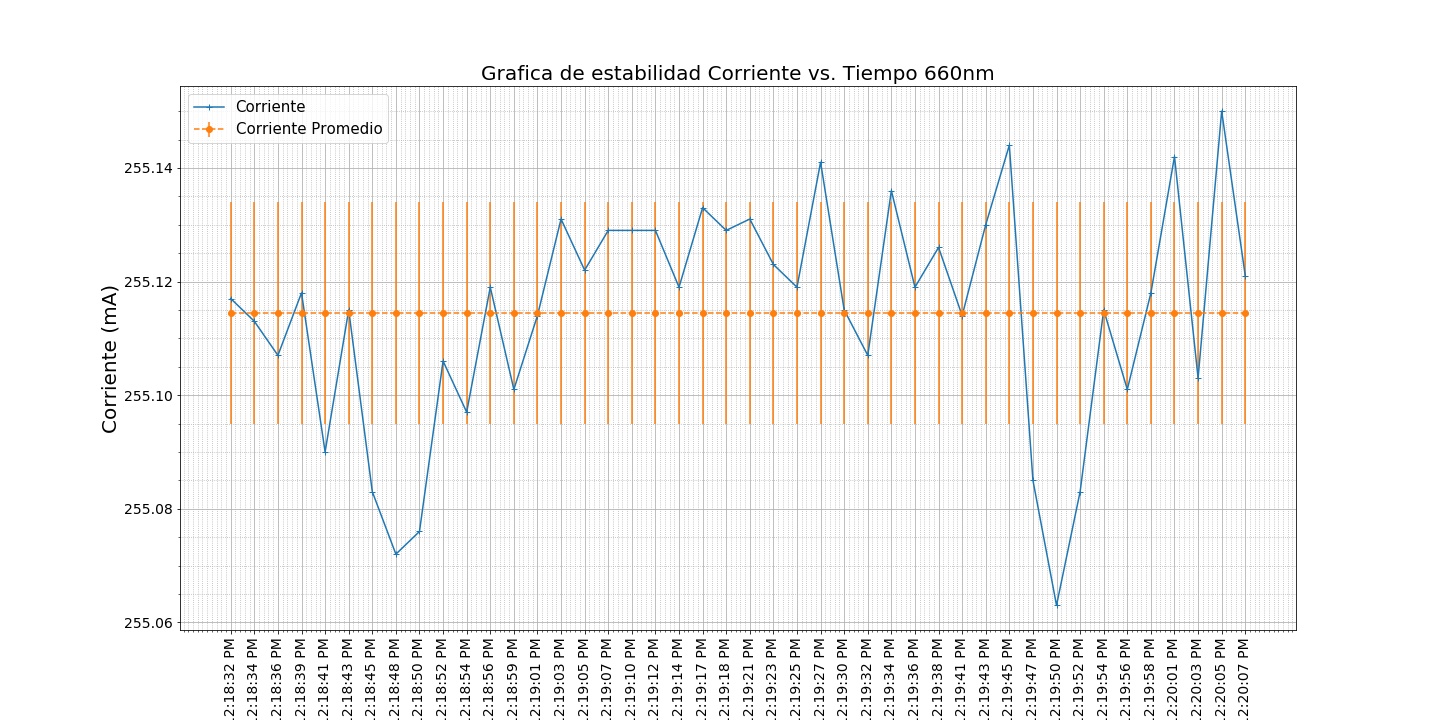 Grafica de estabilidad Corriente vs. Tiempo 660nm
Corriente
Corriente Promedio
Corriente (mA)
255.14
255.12
255.10
255.08
255.06
2:18:32 PM
2:18:34 PM
2:18:36 PM
2:18:39 PM
2:18:41 PM
2:18:43 PM
2:18:45 PM
2:18:48 PM
2:18:50 PM
2:18:52 PM
2:18:54 PM
2:18:56 PM
2:18:59 PM
2:19:01 PM
2:19:03 PM
2:19:05 PM
2:19:07 PM
2:19:10 PM
2:19:12 PM
2:19:14 PM
2:19:17 PM
2:19:18 PM
2:19:21 PM
2:19:23 PM
2:19:25 PM
2:19:27 PM
2:19:30 PM
2:19:32 PM
2:19:34 PM
2:19:36 PM
2:19:38 PM
2:19:41 PM
2:19:43 PM
2:19:45 PM
2:19:47 PM
2:19:50 PM
2:19:52 PM
2:19:54 PM
2:19:56 PM
2:19:58 PM
2:20:01 PM
2:20:03 PM
2:20:05 PM
2:20:07 PM